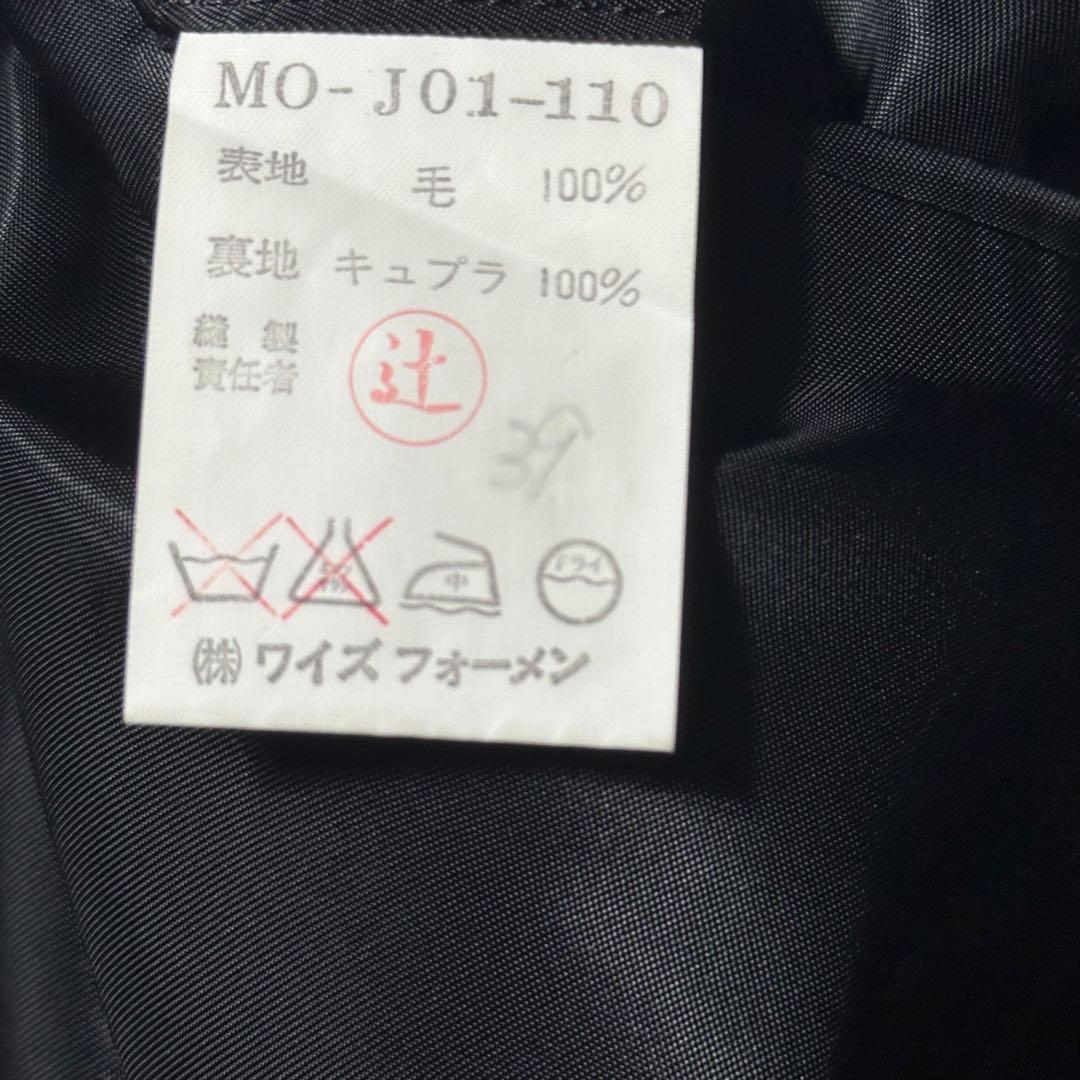 MO-J01-110
表地 毛 100%
裏地 キュプラ 100%
縫製
責任者 辻
39
中 ドライ
㈱ワイズフォーメン